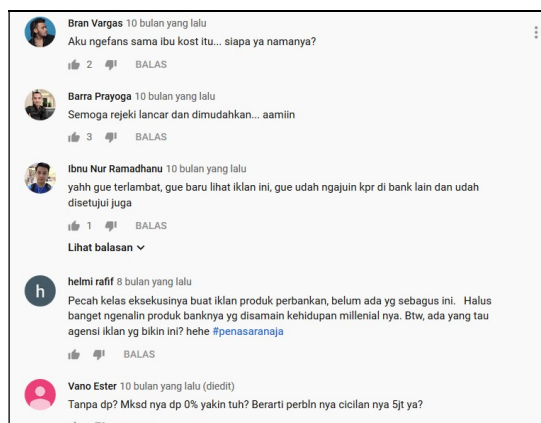 Bran Vargas 10 bulan yang lalu
Aku ngefans sama ibu kost itu... siapa ya namanya?
2 BALAS
Barra Prayoga 10 bulan yang lalu
Semoga rejeki lancar dan dimudahkan... aamiin
3 BALAS
Ibnu Nur Ramadhanu 10 bulan yang lalu
yahh gue terlambat, gue baru lihat iklan ini, gue udah ngajuin kpr di bank lain dan udah
disetujui juga
1 BALAS
Lihat balasan
h
helmi rafif 8 bulan yang lalu
Pecah kelas eksekusinya buat iklan produk perbankan, belum ada yg sebagus ini. Halus
banget ngenalin produk banknya yg disamain kehidupan millenial nya. Btw, ada yang tau
agensi iklan yg bikin ini? hehe #penasaranaja
BALAS
Vano Ester 10 bulan yang lalu (diedit)
Tanpa dp? Mksd nya dp 0% yakin tuh? Berarti perbln nya cicilan nya 5jt ya?